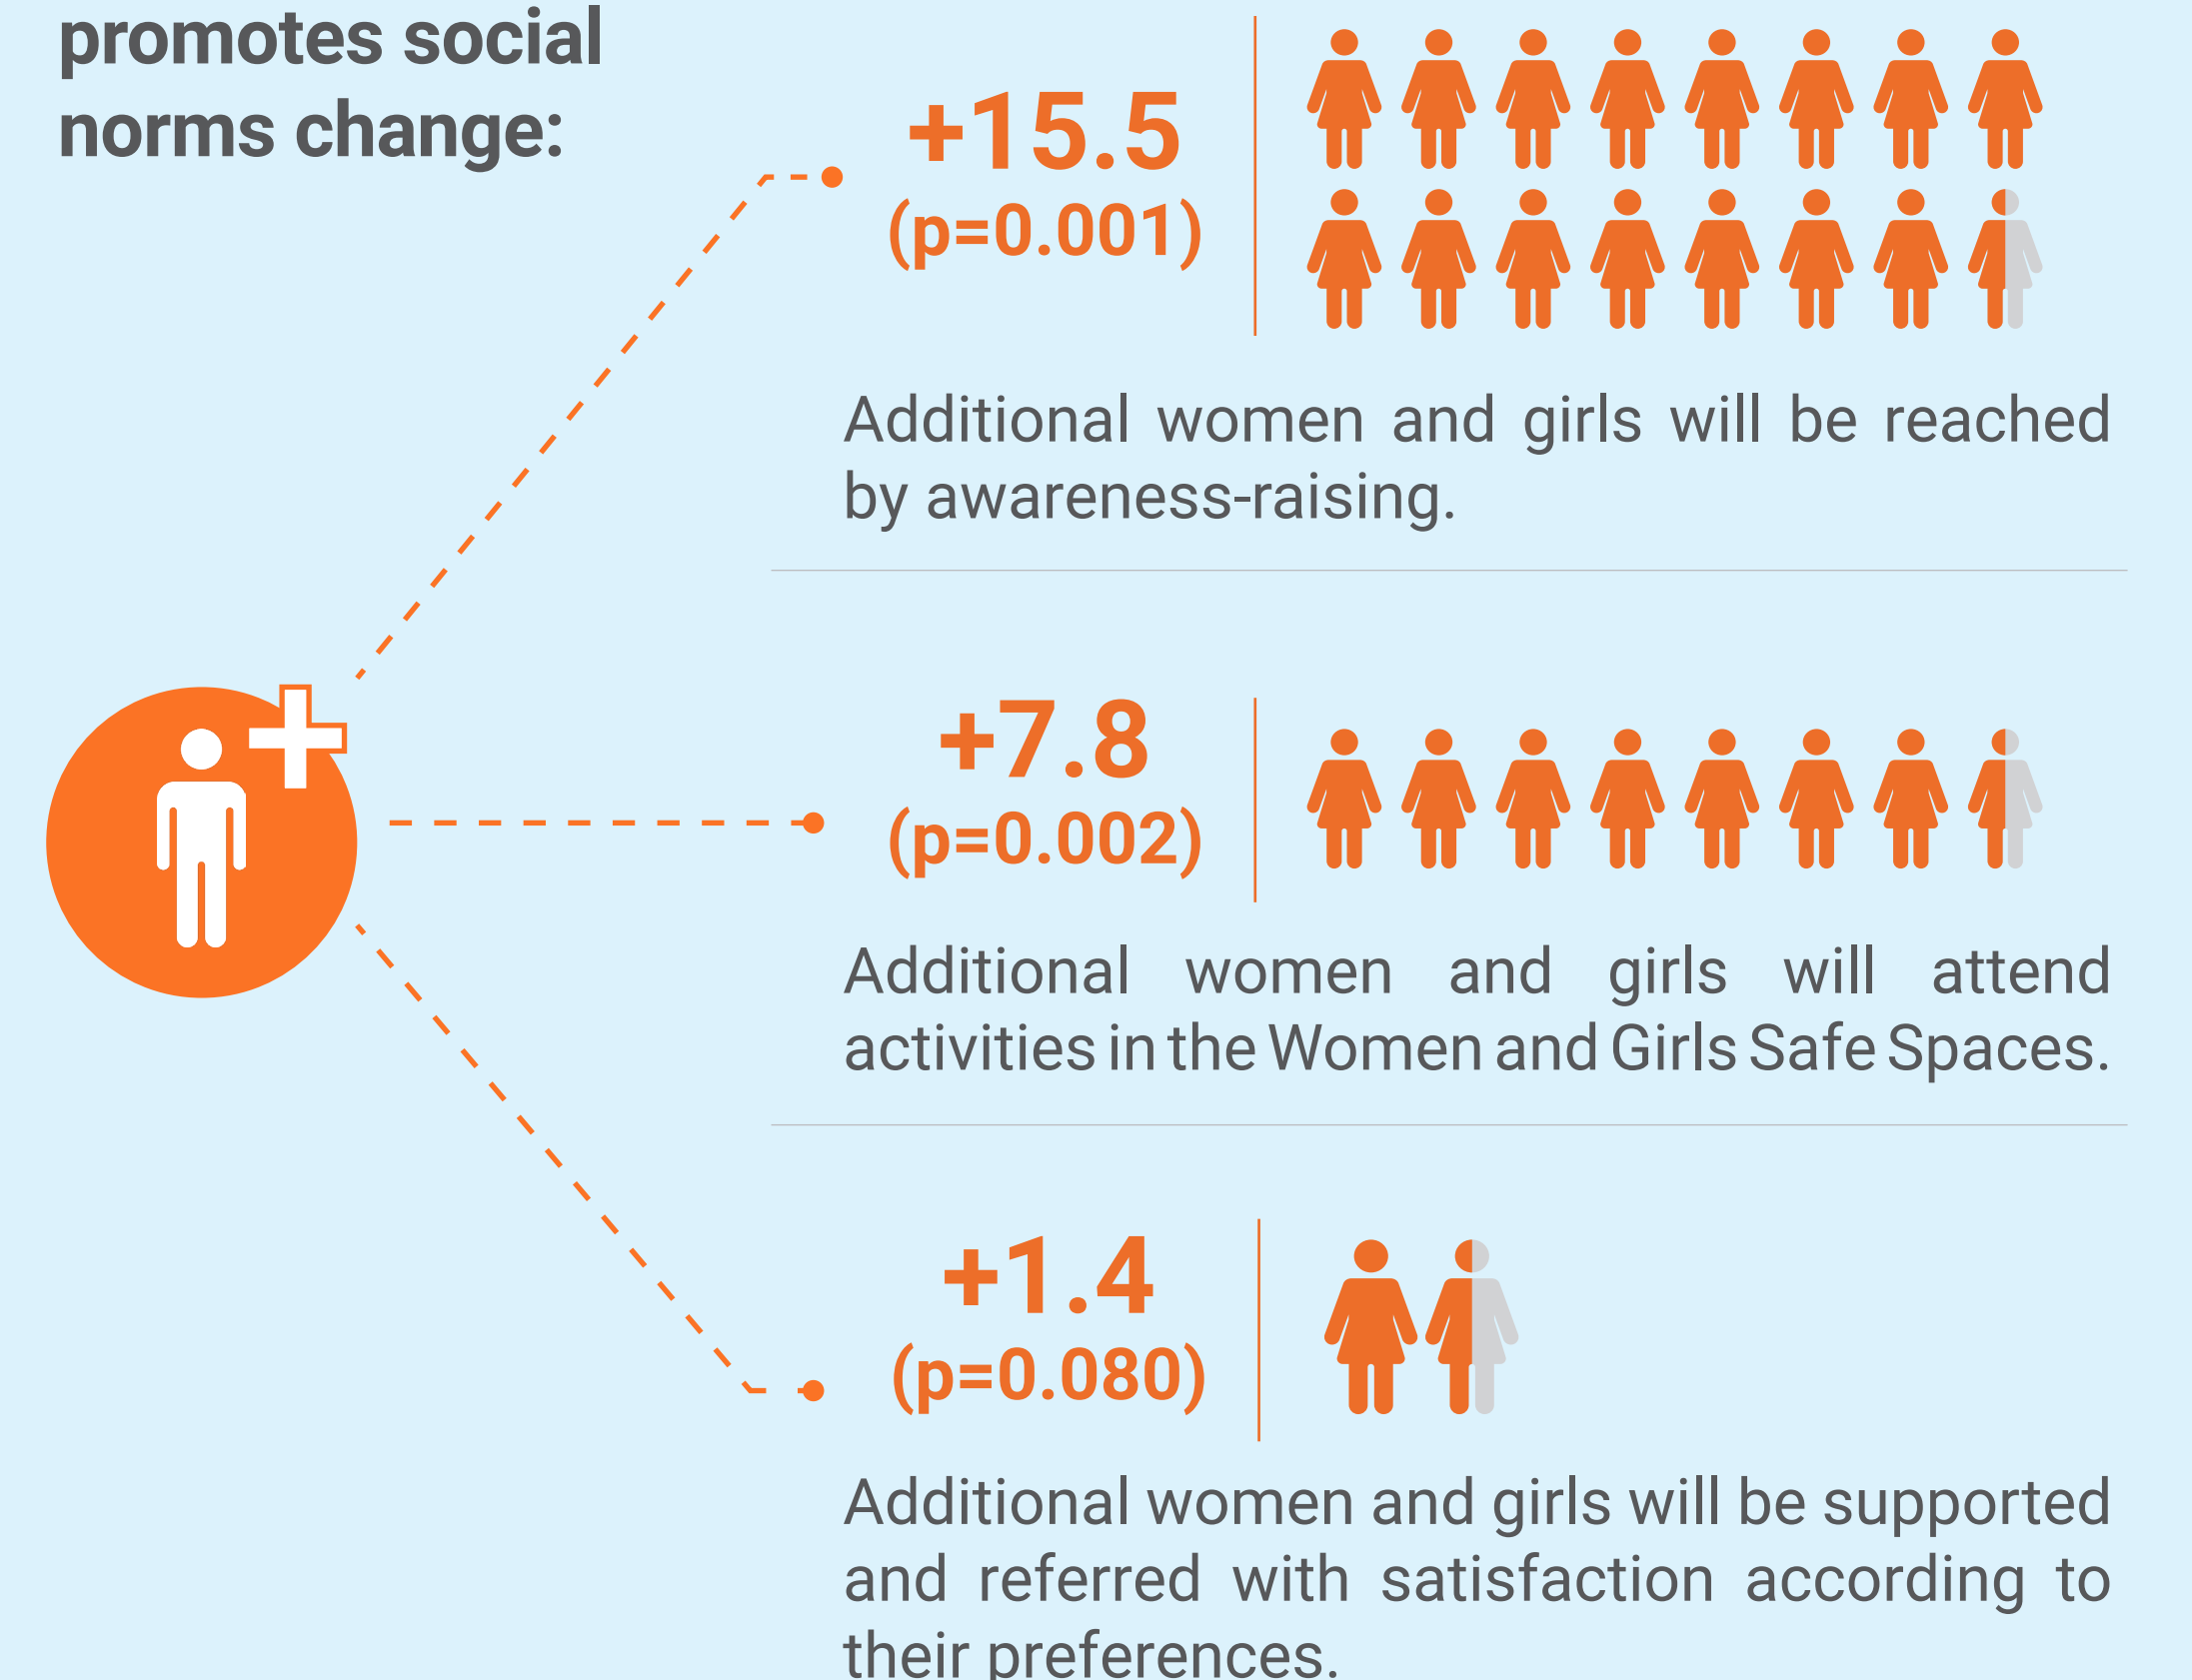 promotes social
norms change:
+15.5
(p=0.001)
Additional women and girls will be reached
by awareness-raising.
+7.8
(p=0.002)
Additional women and girls will attend
activities in the Women and Girls Safe Spaces.
+1.4
(p=0.080)
Additional women and girls will be supported
and referred with satisfaction according to
their preferences.